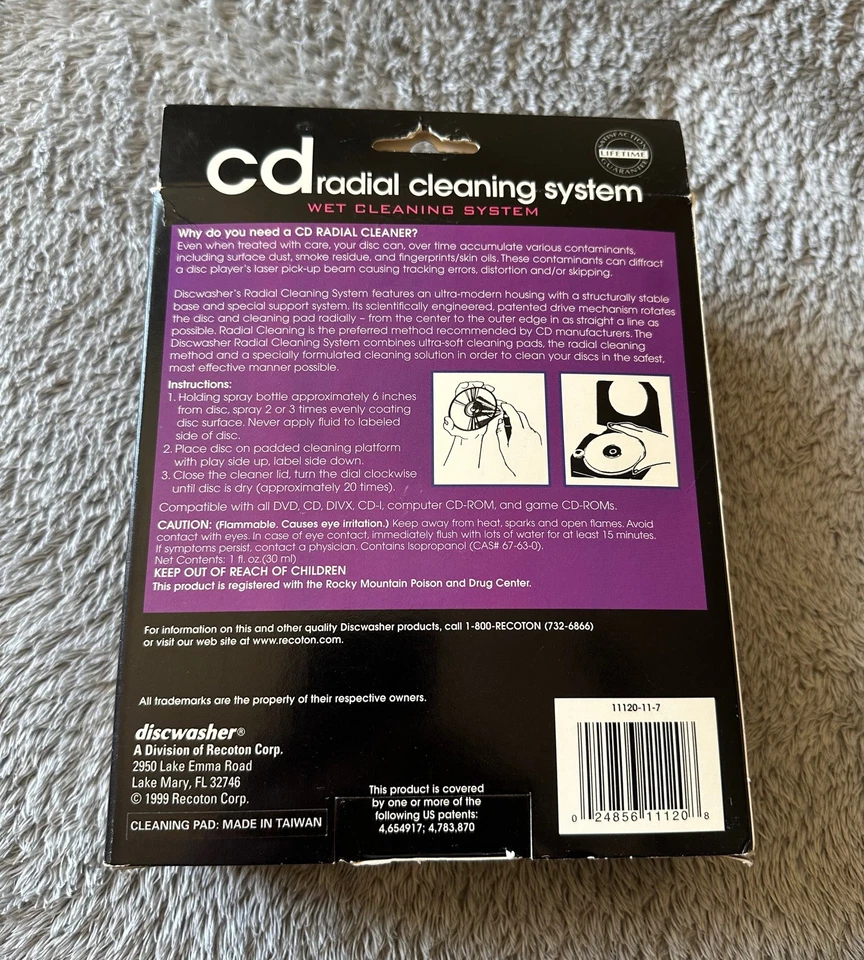 cd radial cleaning system
SATISFACTION
LIFETIME
GUARANTEE
WET CLEANING SYSTEM
Why do you need a CD RADIAL CLEANER?
Even when treated with care, your disc can, over time accumulate various contaminants,
including surface dust, smoke residue, and fingerprints/skin oils. These contaminants can diffract
a disc player's laser pick-up beam causing tracking errors, distortion and/or skipping.
Discwasher's Radial Cleaning System features an ultra-modern housing with a structurally stable
base and special support system. Its scientifically engineered, patented drive mechanism rotates
the disc and cleaning pad radially – from the center to the outer edge in as straight a line as
possible. Radial Cleaning is the preferred method recommended by CD manufacturers. The
Discwasher Radial Cleaning System combines ultra-soft cleaning pads, the radial cleaning
method and a specially formulated cleaning solution in order to clean your discs in the safest,
most effective manner possible.
Instructions:
1. Holding spray bottle approximately 6 inches
from disc, spray 2 or 3 times evenly coating
disc surface. Never apply fluid to labeled
side of disc.
2. Place disc on padded cleaning platform
with play side up, label side down.
3. Close the cleaner lid, turn the dial clockwise
until disc is dry (approximately 20 times).
Compatible with all DVD, CD, DIVX, CD-I, computer CD-ROM, and game CD-ROMs.
CAUTION: (Flammable. Causes eye irritation.) Keep away from heat, sparks and open flames. Avoid
contact with eyes. In case of eye contact, immediately flush with lots of water for at least 15 minutes.
If symptoms persist, contact a physician. Contains Isopropanol (CAS# 67-63-0).
Net Contents: 1 fl. oz.(30 ml)
KEEP OUT OF REACH OF CHILDREN
This product is registered with the Rocky Mountain Poison and Drug Center.
For information on this and other quality Discwasher products, call 1-800-RECOTON (732-6866)
or visit our web site at www.recoton.com.
All trademarks are the property of their respective owners.
discwasher®
A Division of Recoton Corp.
2950 Lake Emma Road
Lake Mary, FL 32746
© 1999 Recoton Corp.
CLEANING PAD: MADE IN TAIWAN
This product is covered
by one or more of the
following US patents:
4,654917; 4,783,870
11120-11-7
0 24856 11120 8